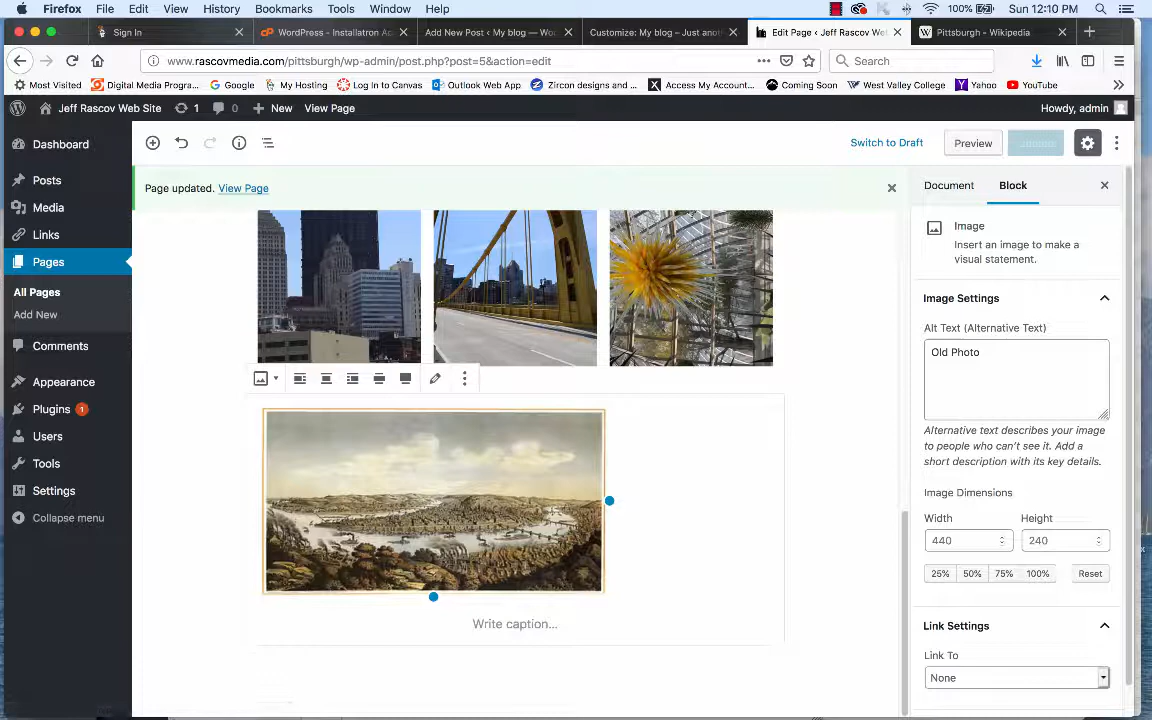 Firefox File Edit View History Bookmarks Tools Window Help 100% Sun 12:10 PM
Sign In WordPress - Installatron A Add New Post ‹ My blog — Wo Customize: My blog – Just anot Edit Page ‹ Jeff Rascov We Pittsburgh - Wikipedia
www.rascovmedia.com/pittsburgh/wp-admin/post.php?post=5&action=edit Search
Most Visited Digital Media Progra... Google My Hosting Log In to Canvas Outlook Web App Zircon designs and ... Access My Account... Coming Soon West Valley College Yahoo YouTube
Jeff Rascov Web Site 1 0 New View Page Howdy, admin
Dashboard
Posts
Media
Links
Pages
All Pages
Add New
Comments
Appearance
Plugins 1
Users
Tools
Settings
Collapse menu
Switch to Draft Preview
Page updated. View Page
Write caption...
Document Block
Image
Insert an image to make a
visual statement.
Image Settings
Alt Text (Alternative Text)
Old Photo
Alternative text describes your image
to people who can't see it. Add a
short description with its key details.
Image Dimensions
Width Height
440 240
25% 50% 75% 100% Reset
Link Settings
Link To
None